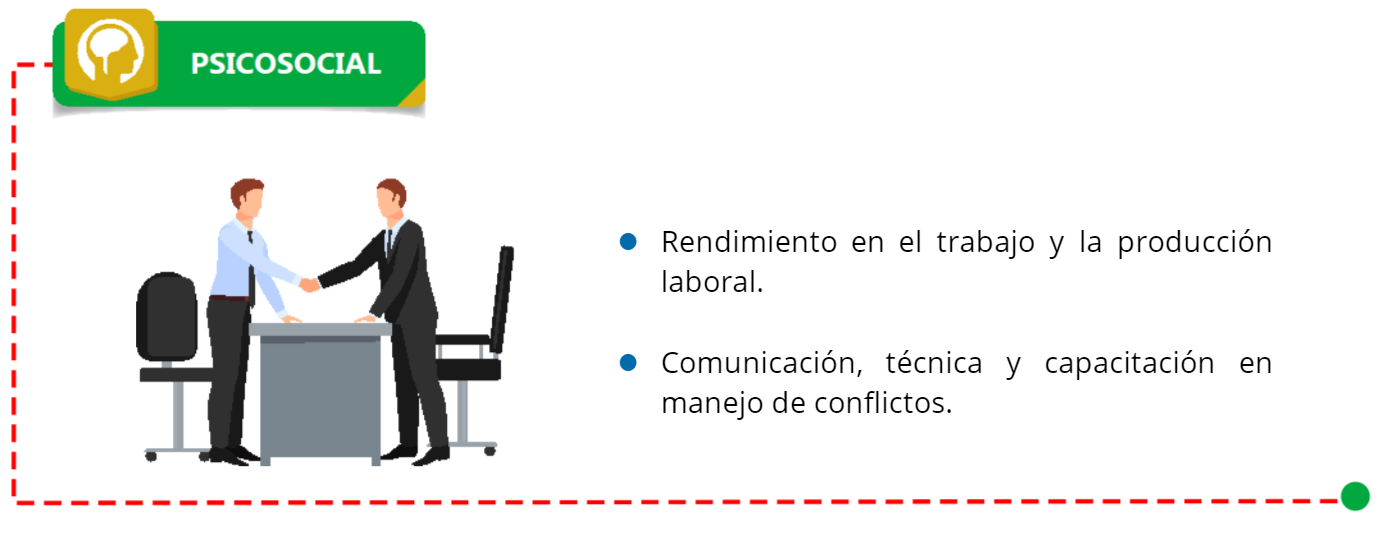 PSICOSOCIAL
Rendimiento en el trabajo y la producción
laboral.
Comunicación, técnica y capacitación en
manejo de conflictos.